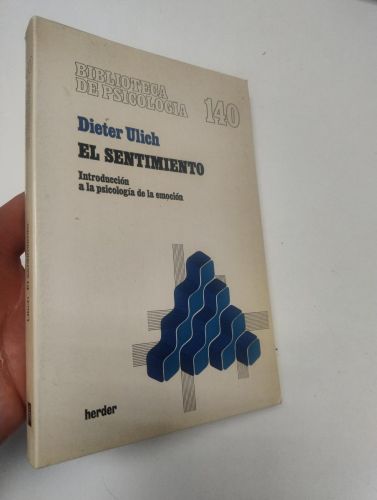 BIBLIOTECA
DE PSICOLOGIA 140
Dieter Ulich
EL SENTIMIENTO
Introducción
a la psicología de la emoción
herder